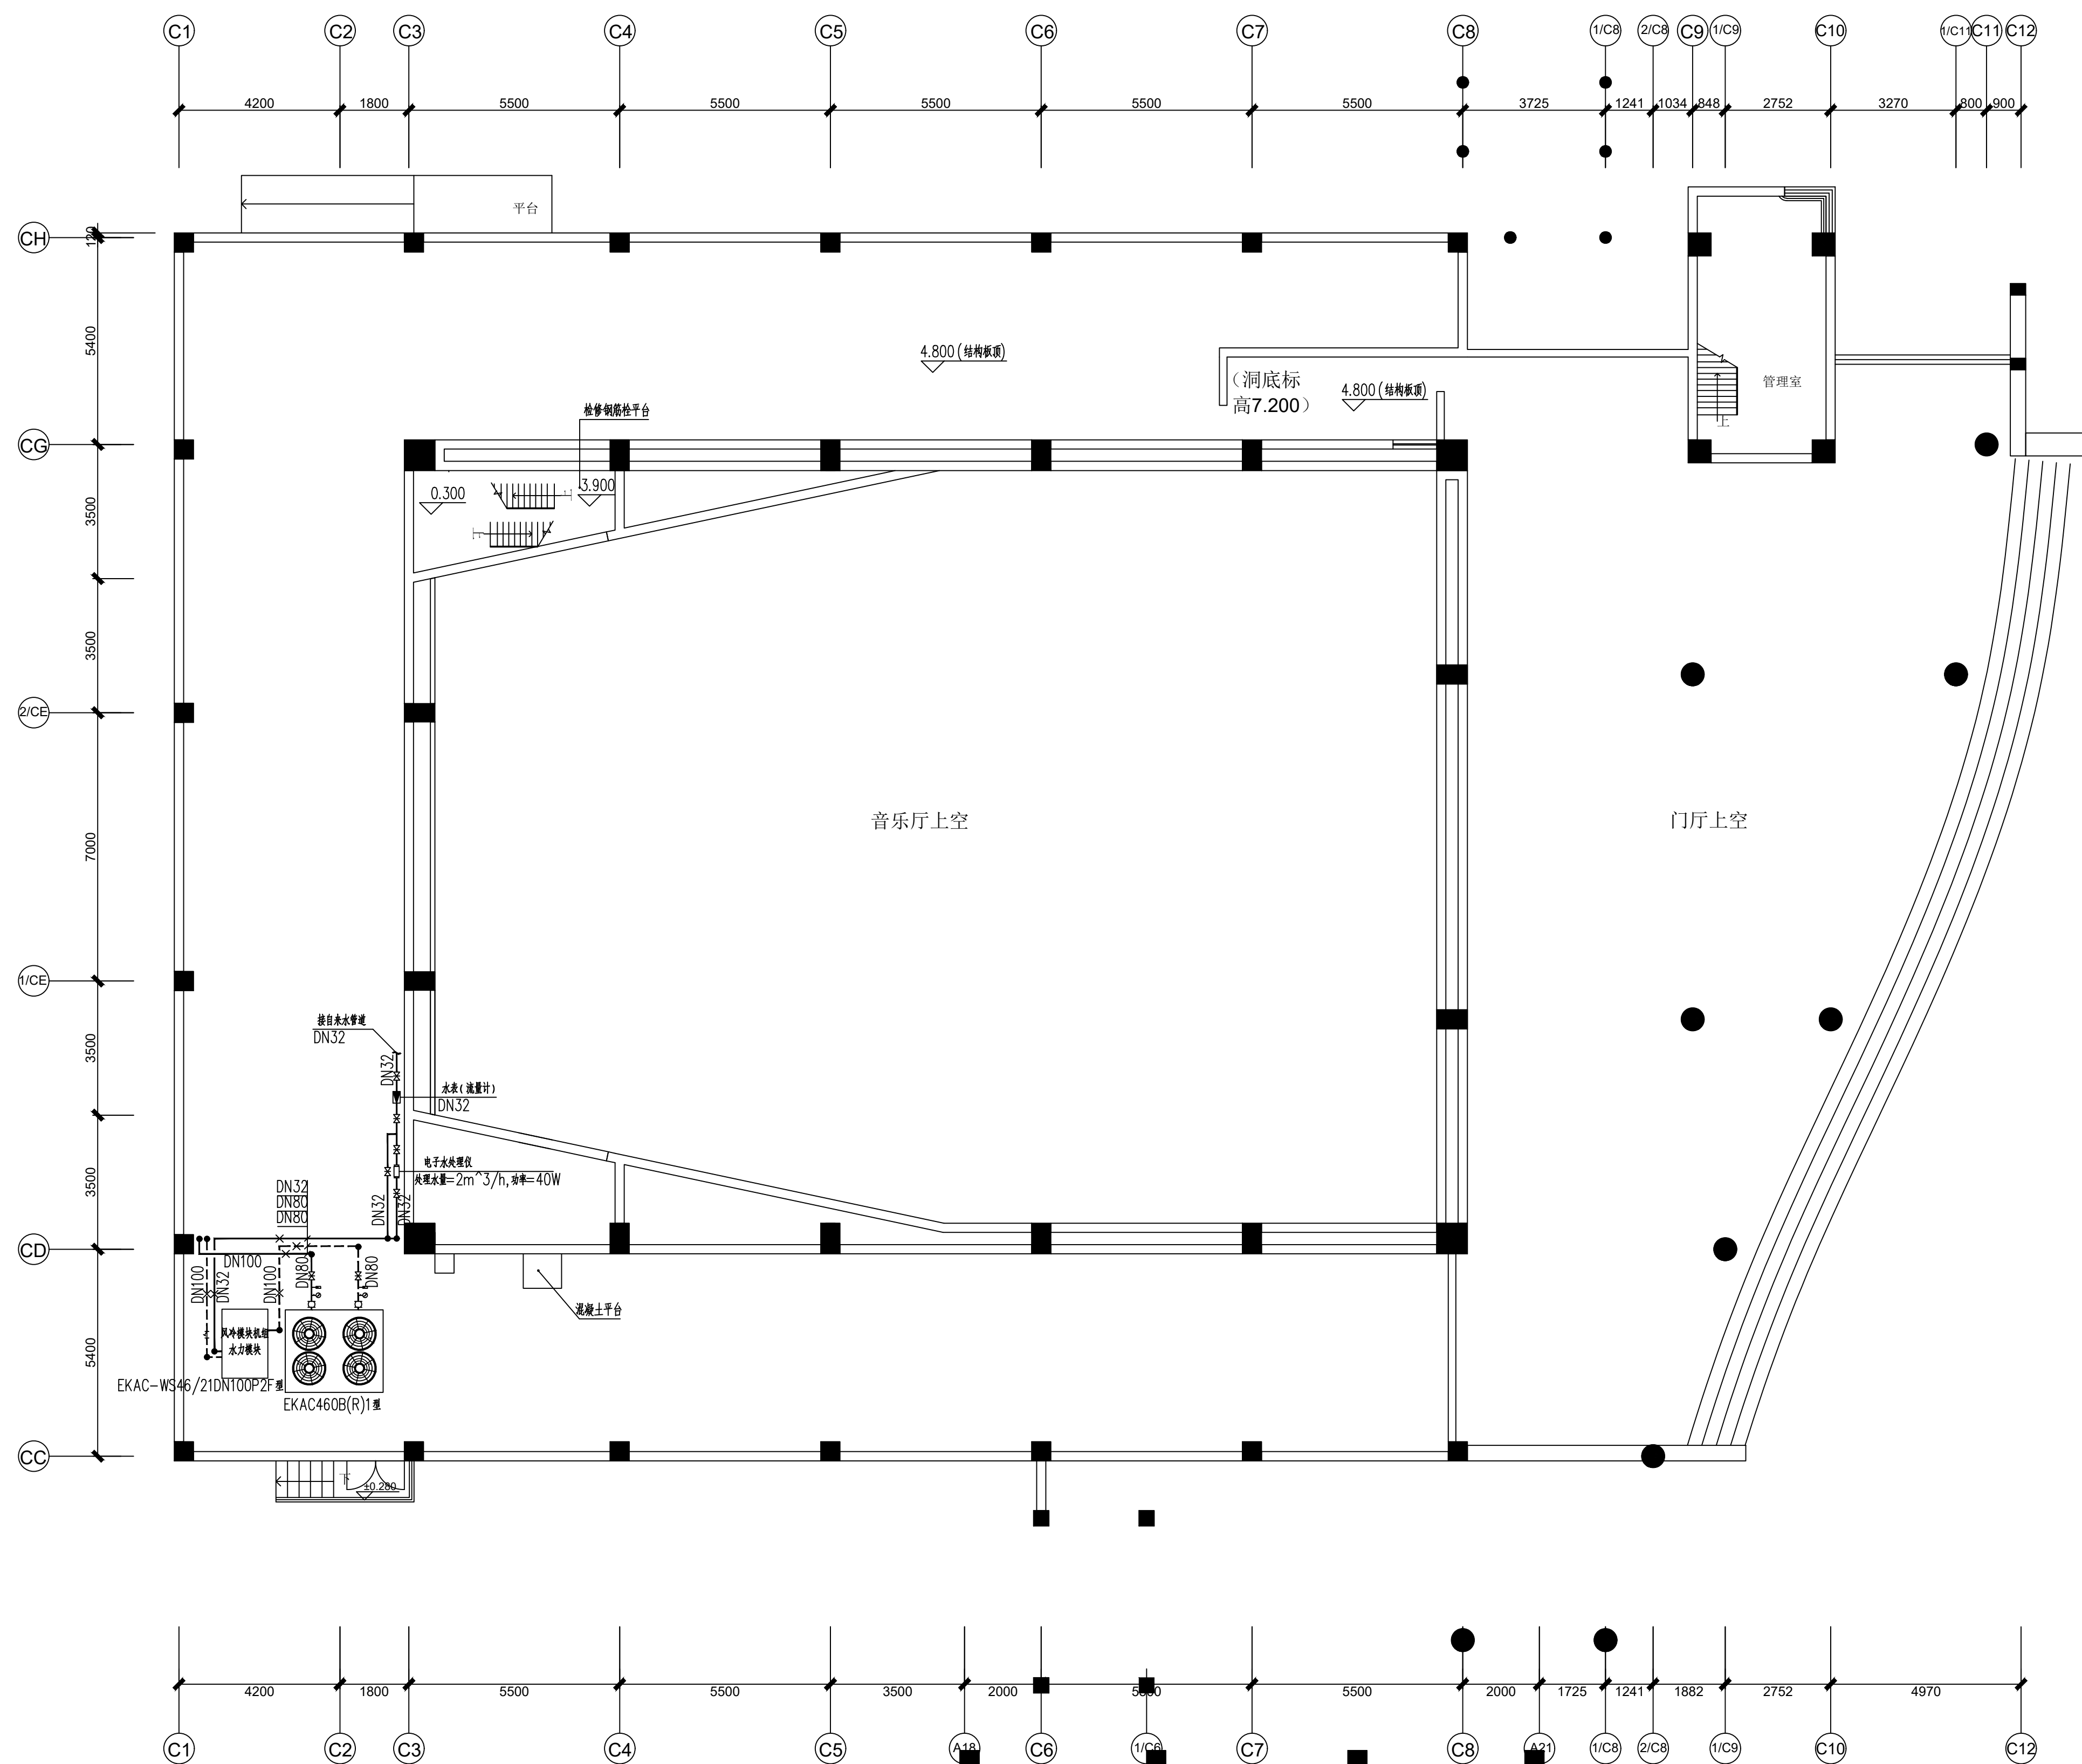 C1
C2
C3
C4
C5
C6
C7
C8
1/C8
2/C8
C9
1/C9
C10
1/C11
C11
C12
4200
1800
5500
5500
5500
5500
5500
3725
1241
1034
848
2752
3270
800
900
平台
CH
120
5400
4.800(结构板顶)
(洞底标
高7.200)
4.800(结构板顶)
管理室
上
检修钢筋栓平台
CG
0.300
3.900
上
上
3500
3500
2/CE
音乐厅上空
门厅上空
7000
1/CE
接自来水管道
DN32
DN32
3500
水表(流量计)
DN32
电子水处理仪
处理水量=2m^3/h,功率=40W
3500
DN32
DN80
DN80
DN32
DN32
CD
DN100
DN100
DN32
DN100
DN80
DN80
混凝土平台
风冷模块机组
水力模块
5400
EKAC-WS46/21DN100P2F型
EKAC460B(R)1型
CC
下
±0.280
4200
1800
5500
5500
3500
2000
5500
5500
2000
1725
1241
1882
2752
4970
C1
C2
C3
C4
C5
A18
C6
1/C6
C7
C8
A21
1/C8
2/C8
1/C9
C10
C12